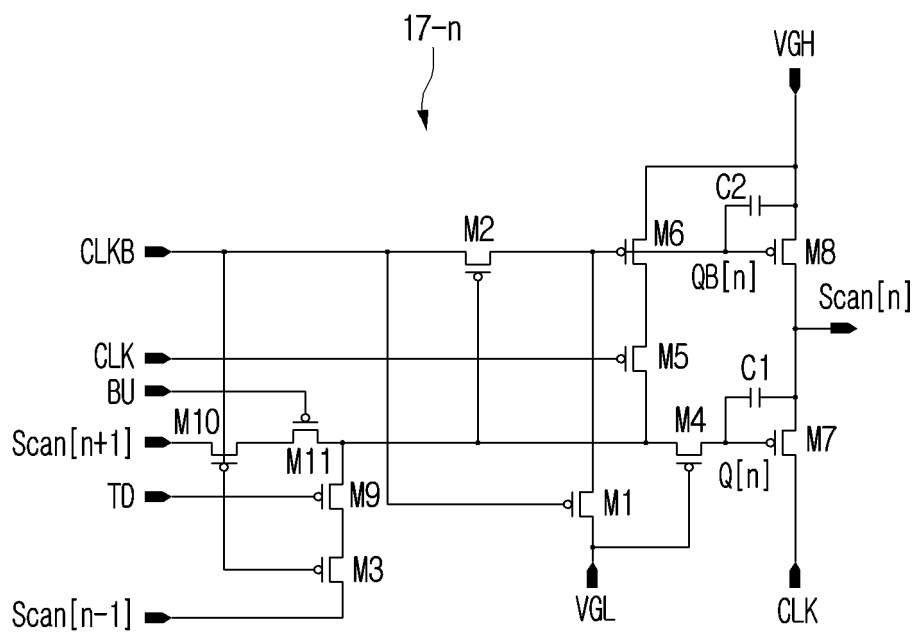 17-n
VGH
C2
M2
M6
CLKB
M8
QB[n]
Scan[n]
CLK
M5
C1
BU
M10
M4
Scan[n+1]
M7
M11
Q[n]
TD
M9
M1
M3
Scan[n-1]
VGL
CLK